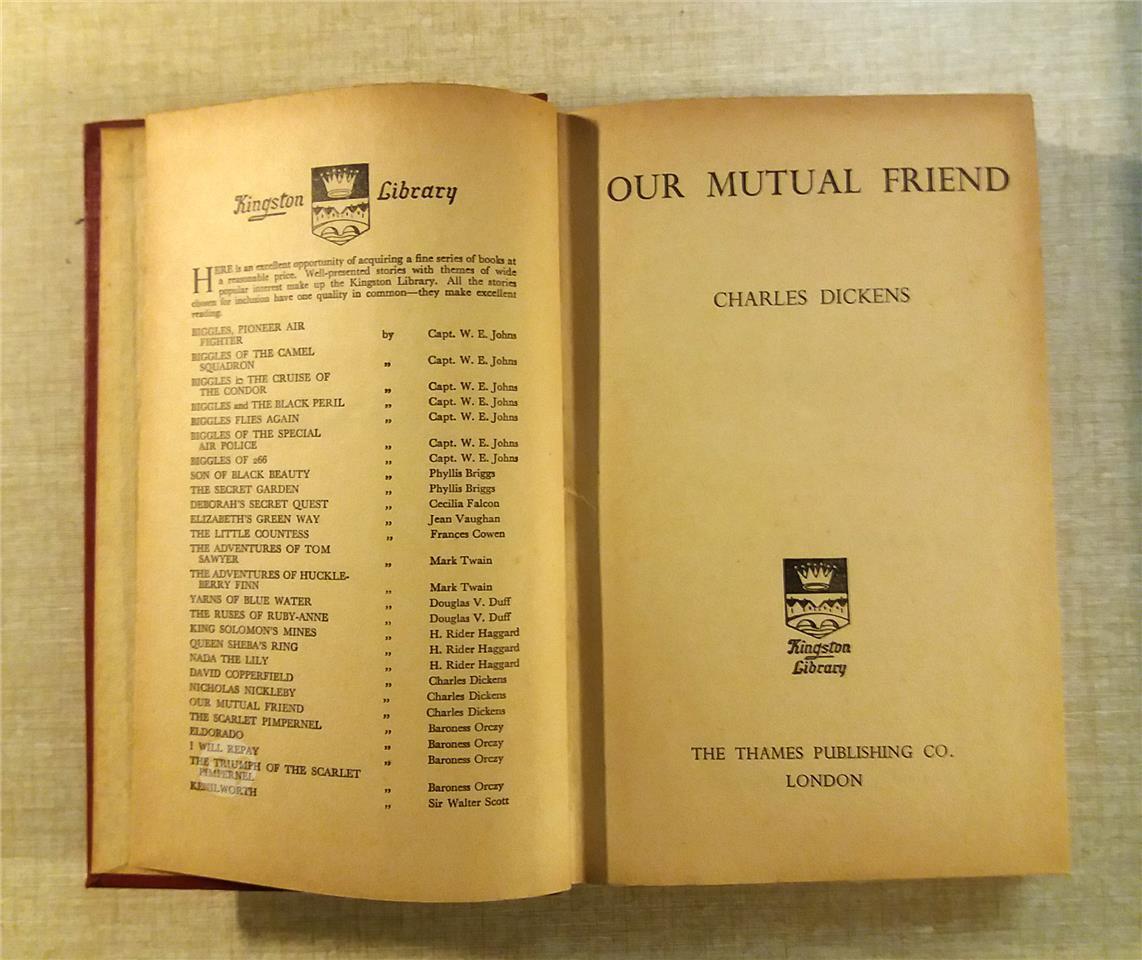 Kingston Library
HERE is an excellent opportunity of acquiring a fine series of books at
a reasonable price. Well-presented stories with themes of wide
popular interest make up the Kingston Library. All the stories
chosen for inclusion have one quality in common—they make excellent
reading.
BIGGLES, PIONEER AIR
FIGHTER by Capt. W. E. Johns
BIGGLES OF THE CAMEL
SQUADRON „ Capt. W. E. Johns
BIGGLES in THE CRUISE OF
THE CONDOR „ Capt. W. E. Johns
BIGGLES and THE BLACK PERIL „ Capt. W. E. Johns
BIGGLES FLIES AGAIN „ Capt. W. E. Johns
BIGGLES OF THE SPECIAL
AIR POLICE „ Capt. W. E. Johns
BIGGLES OF 266 „ Capt. W. E. Johns
SON OF BLACK BEAUTY „ Phyllis Briggs
THE SECRET GARDEN „ Phyllis Briggs
DEBORAH'S SECRET QUEST „ Cecilia Falcon
ELIZABETH'S GREEN WAY „ Jean Vaughan
THE LITTLE COUNTESS „ Frances Cowen
THE ADVENTURES OF TOM
SAWYER „ Mark Twain
THE ADVENTURES OF HUCKLE-
BERRY FINN „ Mark Twain
YARNS OF BLUE WATER „ Douglas V. Duff
THE RUSES OF RUBY-ANNE „ Douglas V. Duff
KING SOLOMON'S MINES „ H. Rider Haggard
QUEEN SHEBA'S RING „ H. Rider Haggard
NADA THE LILY „ H. Rider Haggard
DAVID COPPERFIELD „ Charles Dickens
NICHOLAS NICKLEBY „ Charles Dickens
OUR MUTUAL FRIEND „ Charles Dickens
THE SCARLET PIMPERNEL „ Baroness Orczy
ELDORADO „ Baroness Orczy
I WILL REPAY „ Baroness Orczy
THE TRIUMPH OF THE SCARLET
PIMPERNEL „ Baroness Orczy
KENILWORTH „ Sir Walter Scott
OUR MUTUAL FRIEND
CHARLES DICKENS
Kingston
Library
THE THAMES PUBLISHING CO.
LONDON